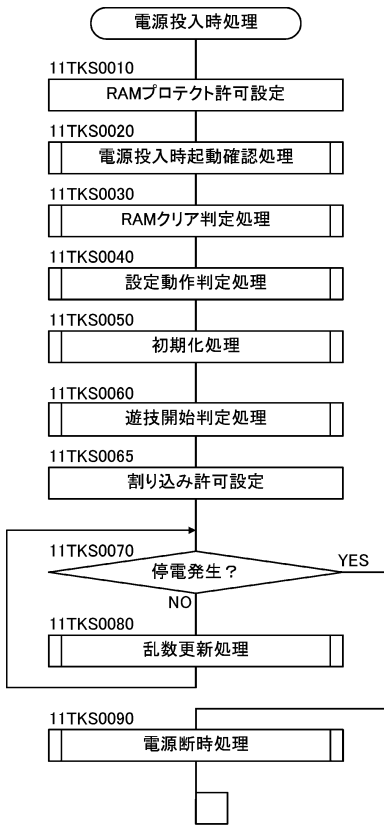 電源投入時処理
11TKS0010
RAMプロテクト許可設定
11TKS0020
電源投入時起動確認処理
11TKS0030
RAMクリア判定処理
11TKS0040
設定動作判定処理
11TKS0050
初期化処理
11TKS0060
遊技開始判定処理
11TKS0065
割り込み許可設定
11TKS0070
停電発生？
YES
NO
11TKS0080
乱数更新処理
11TKS0090
電源断時処理